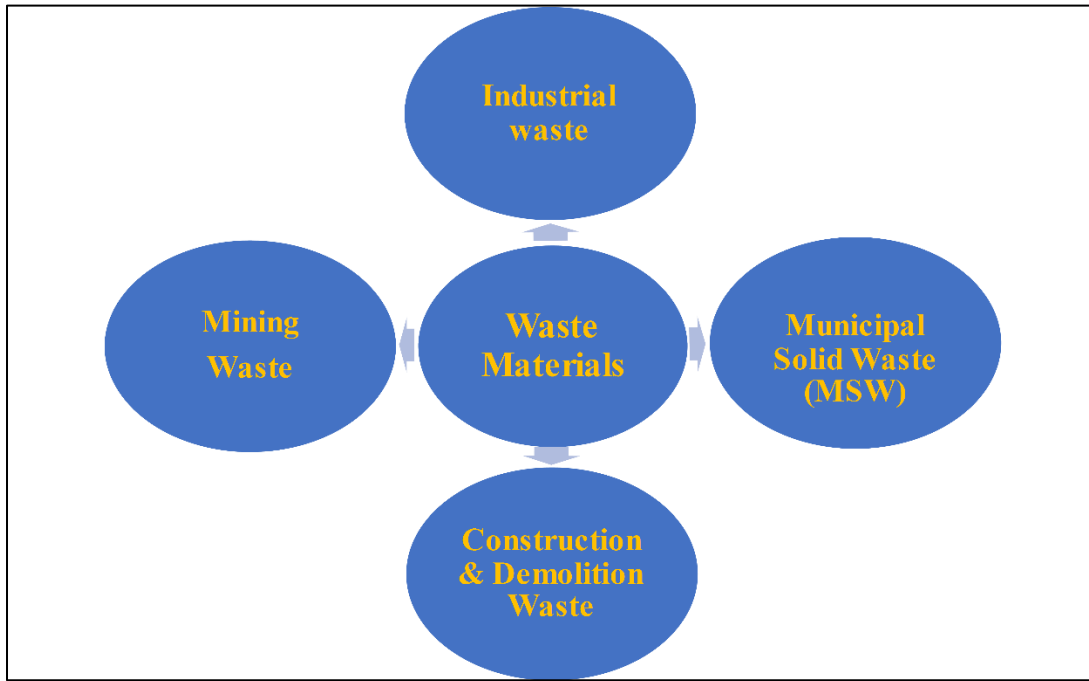 Industrial
waste
Mining
Waste
Waste
Materials
Municipal
Solid Waste
(MSW)
Construction
& Demolition
Waste